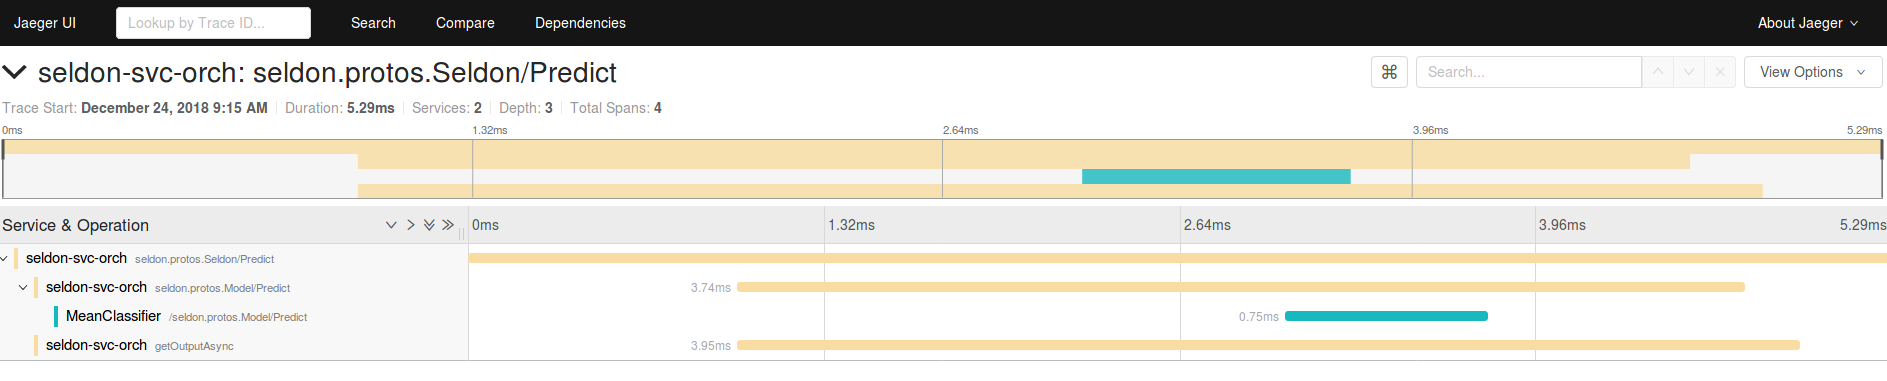 Jaeger UI Lookup by Trace ID... Search Compare Dependencies About Jaeger
seldon-svc-orch: seldon.protos.Seldon/Predict ⌘ Search... View Options
Trace Start: December 24, 2018 9:15 AM Duration: 5.29ms Services: 2 Depth: 3 Total Spans: 4
0ms 1.32ms 2.64ms 3.96ms 5.29ms
Service & Operation 0ms 1.32ms 2.64ms 3.96ms 5.29ms
seldon-svc-orch seldon.protos.Seldon/Predict
seldon-svc-orch seldon.protos.Model/Predict 3.74ms
MeanClassifier /seldon.protos.Model/Predict 0.75ms
seldon-svc-orch getOutputAsync 3.95ms